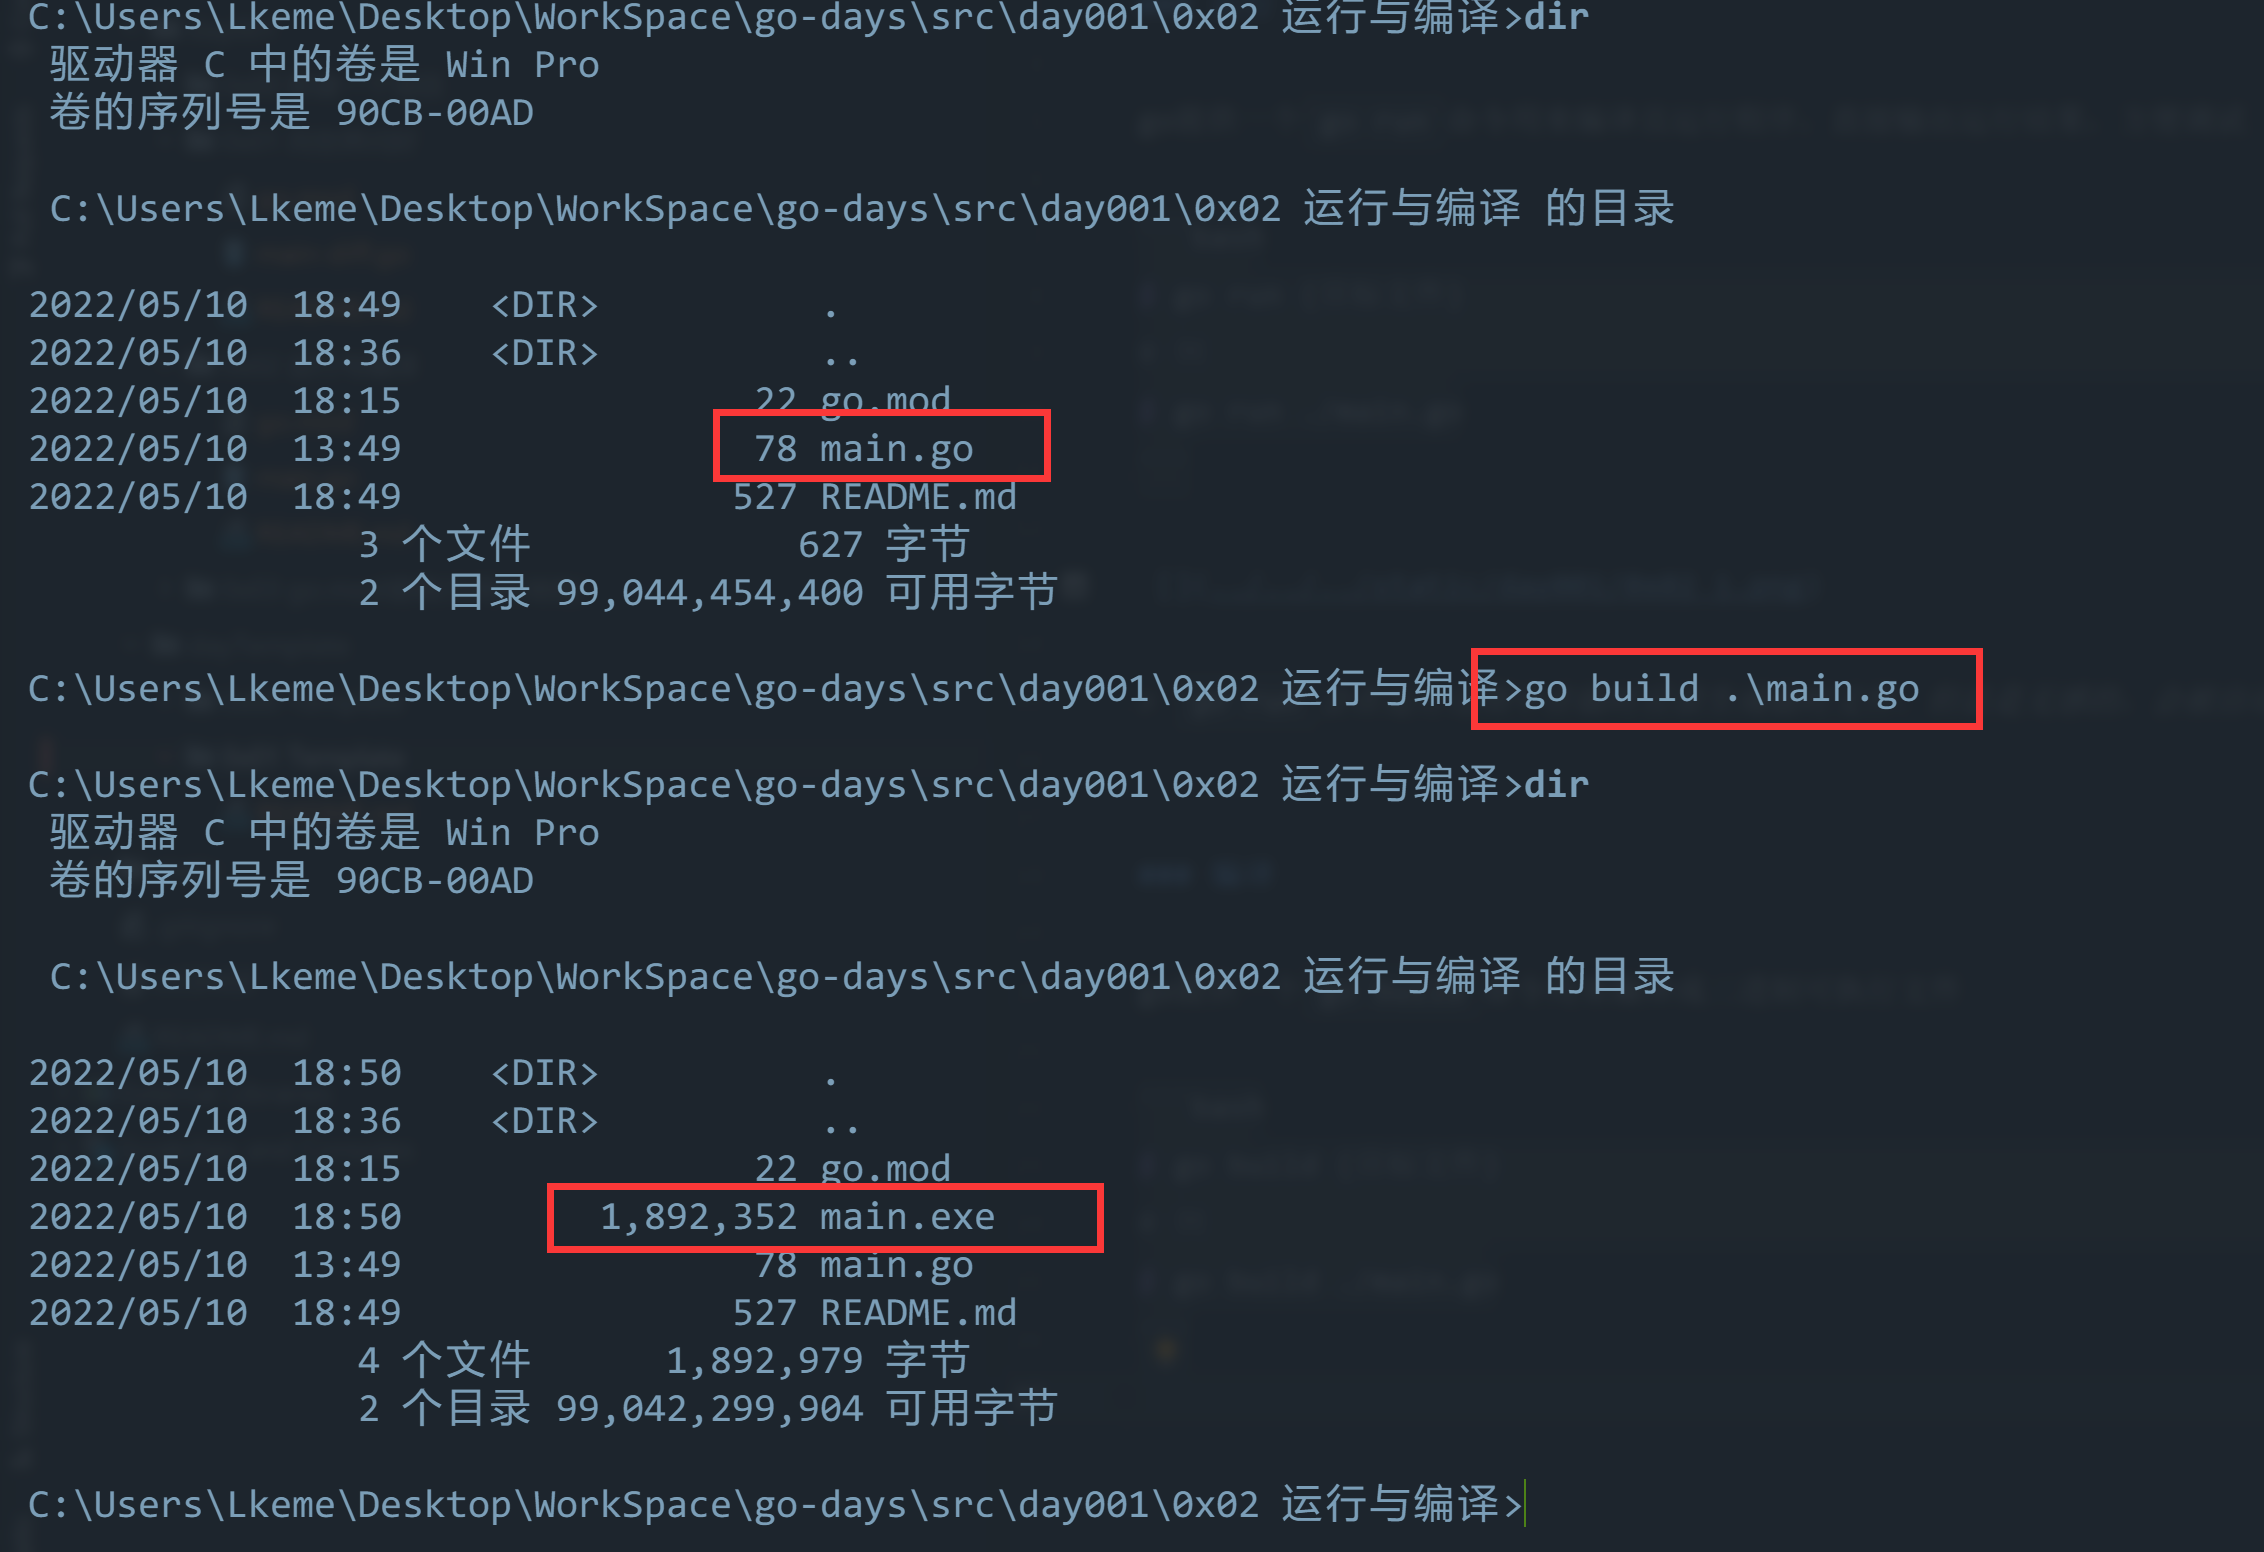 C:\Users\Lkeme\Desktop\WorkSpace\go-days\src\day001\0x02 运行与编译>dir
驱动器 C 中的卷是 Win Pro
卷的序列号是 90CB-00AD
C:\Users\Lkeme\Desktop\WorkSpace\go-days\src\day001\0x02 运行与编译 的目录
2022/05/10  18:49    <DIR>          .
2022/05/10  18:36    <DIR>          ..
2022/05/10  18:15                22 go.mod
2022/05/10  13:49                78 main.go
2022/05/10  18:49               527 README.md
3 个文件            627 字节
2 个目录 99,044,454,400 可用字节
C:\Users\Lkeme\Desktop\WorkSpace\go-days\src\day001\0x02 运行与编译>go build .\main.go
C:\Users\Lkeme\Desktop\WorkSpace\go-days\src\day001\0x02 运行与编译>dir
驱动器 C 中的卷是 Win Pro
卷的序列号是 90CB-00AD
C:\Users\Lkeme\Desktop\WorkSpace\go-days\src\day001\0x02 运行与编译 的目录
2022/05/10  18:50    <DIR>          .
2022/05/10  18:36    <DIR>          ..
2022/05/10  18:15                22 go.mod
2022/05/10  18:50         1,892,352 main.exe
2022/05/10  13:49                78 main.go
2022/05/10  18:49               527 README.md
4 个文件      1,892,979 字节
2 个目录 99,042,299,904 可用字节
C:\Users\Lkeme\Desktop\WorkSpace\go-days\src\day001\0x02 运行与编译>